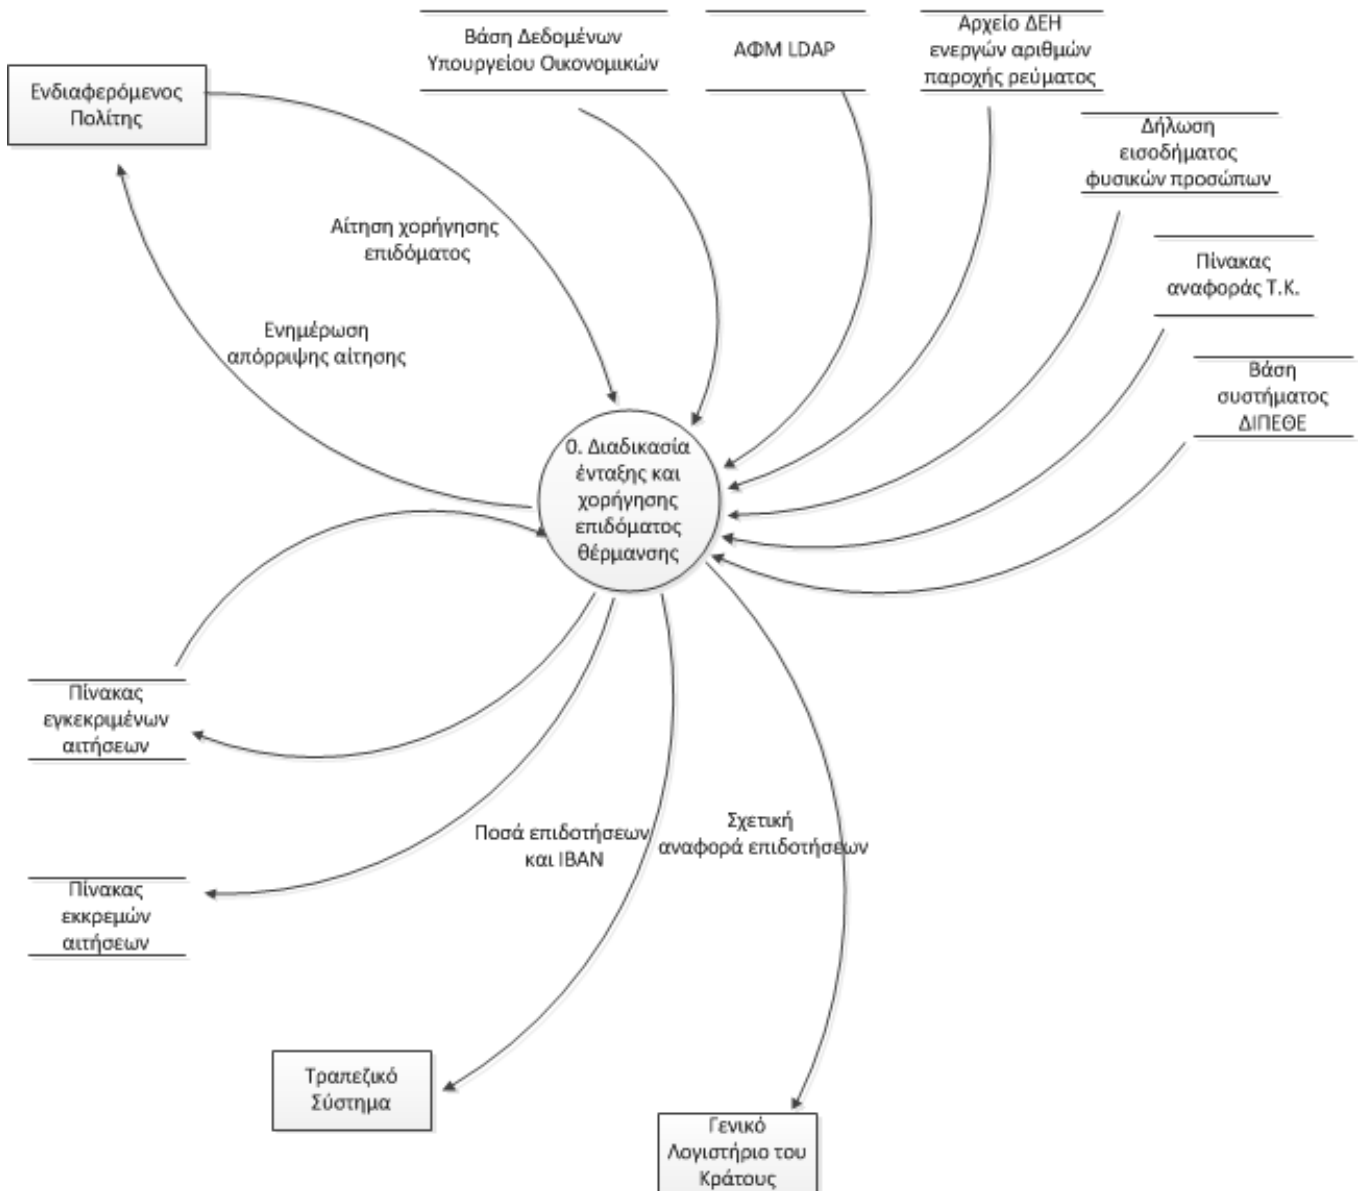 Βάση Δεδομένων
Υπουργείου Οικονομικών
ΑΦΜ LDAP
Αρχείο ΔΕΗ
ενεργών αριθμών
παροχής ρεύματος
Ενδιαφερόμενος
Πολίτης
Δήλωση
εισοδήματος
φυσικών προσώπων
Αίτηση χορήγησης
επιδόματος
Πίνακας
αναφοράς Τ.Κ.
Ενημέρωση
απόρριψης αίτησης
Βάση
συστήματος
ΔΙΠΕΘΕ
0. Διαδικασία
ένταξης και
χορήγησης
επιδόματος
θέρμανσης
Πίνακας
εγκεκριμένων
αιτήσεων
Ποσά επιδοτήσεων
και IBAN
Σχετική
αναφορά επιδοτήσεων
Πίνακας
εκκρεμών
αιτήσεων
Τραπεζικό
Σύστημα
Γενικό
Λογιστήριο του
Κράτους